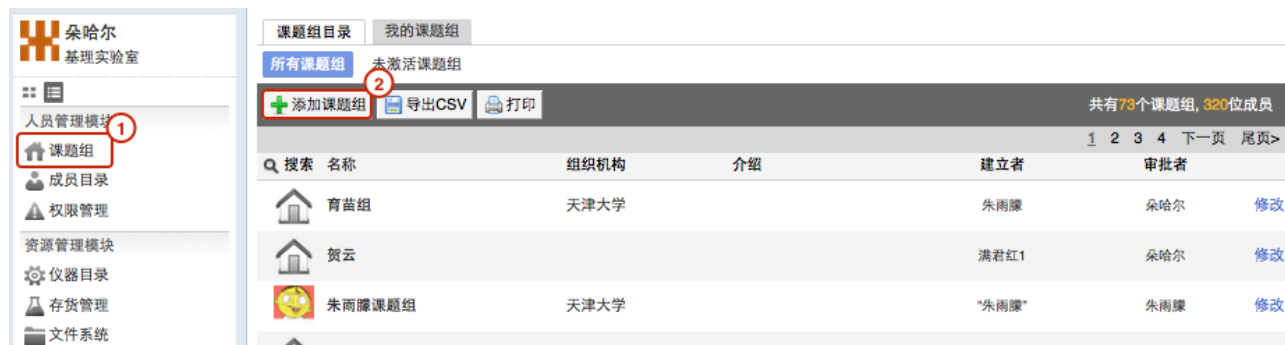 朵哈尔
基理实验室
人员管理模块
1
课题组
成员目录
权限管理
资源管理模块
仪器目录
存货管理
文件系统
课题组目录 我的课题组
所有课题组 未激活课题组
2
添加课题组 导出CSV 打印 共有73个课题组, 320位成员
1 2 3 4 下一页 尾页>
搜索 名称 组织机构 介绍 建立者 审批者
育苗组 天津大学 朱雨朦 朵哈尔 修改
贺云 满君红1 朵哈尔 修改
朱雨朦课题组 天津大学 "朱雨朦" 朱雨朦 修改